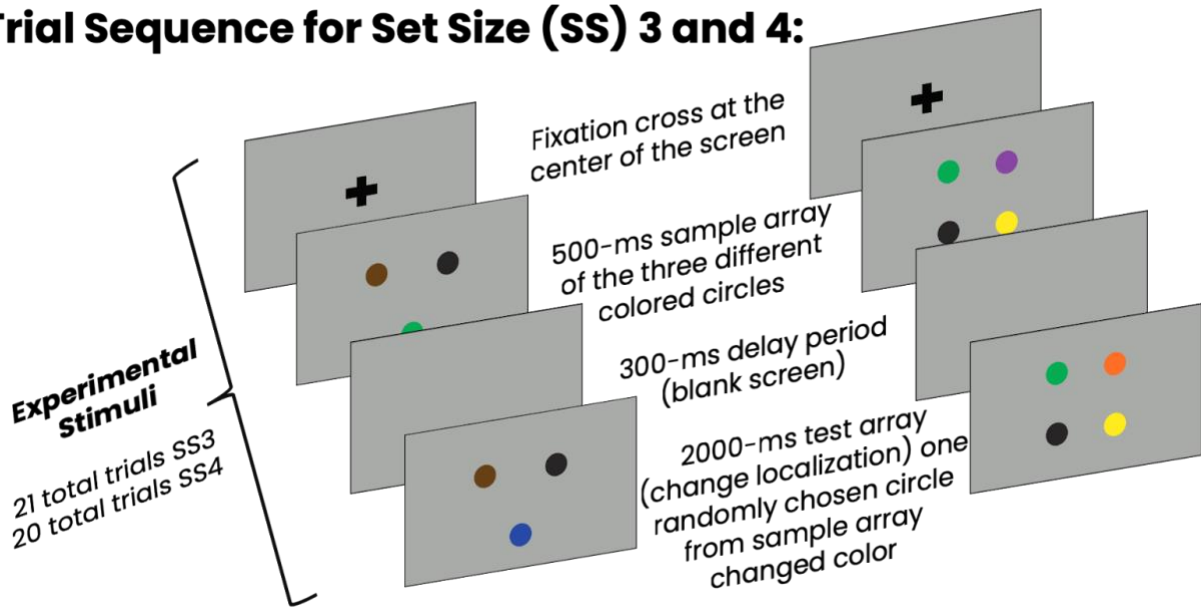 Trial Sequence for Set Size (SS) 3 and 4:
Fixation cross at the
center of the screen
500-ms sample array
of the three different
colored circles
300-ms delay period
(blank screen)
2000-ms test array
(change localization) one
randomly chosen circle
from sample array
changed color
Experimental
Stimuli
21 total trials SS3
20 total trials SS4